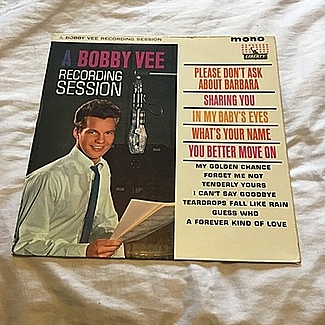 A BOBBY VEE RECORDING SESSION
mono
LIBERTY
A BOBBY VEE
RECORDING
SESSION
PLEASE DON'T ASK
ABOUT BARBARA
SHARING YOU
IN MY BABY'S EYES
WHAT'S YOUR NAME
YOU BETTER MOVE ON
MY GOLDEN CHANCE
FORGET ME NOT
TENDERLY YOURS
I CAN'T SAY GOODBYE
TEARDROPS FALL LIKE RAIN
GUESS WHO
A FOREVER KIND OF LOVE